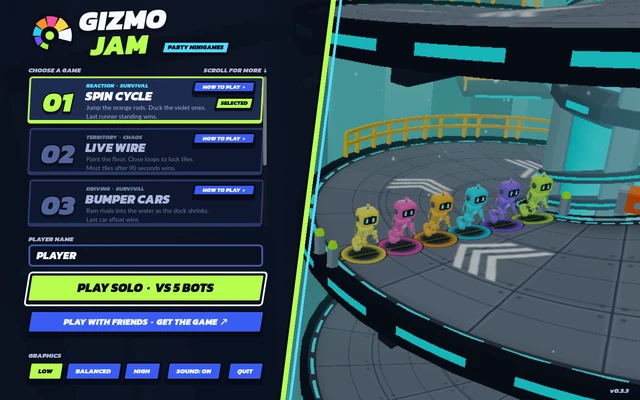 GIZMO
JAM
PARTY MINIGAMES
CHOOSE A GAME
SCROLL FOR MORE ↓
01
REACTION · SURVIVAL
SPIN CYCLE
Jump the orange rods. Duck the violet ones.
Last runner standing wins.
HOW TO PLAY ›
SELECTED
02
TERRITORY · CHAOS
LIVE WIRE
Paint the floor. Close loops to lock tiles.
Most tiles after 90 seconds wins.
HOW TO PLAY ›
03
DRIVING · SURVIVAL
BUMPER CARS
Ram rivals into the water as the dock shrinks.
Last car afloat wins.
HOW TO PLAY ›
PLAYER NAME
PLAYER
PLAY SOLO · VS 5 BOTS
PLAY WITH FRIENDS · GET THE GAME ↗
GRAPHICS
LOW
BALANCED
HIGH
SOUND: ON
QUIT
v0.3.3